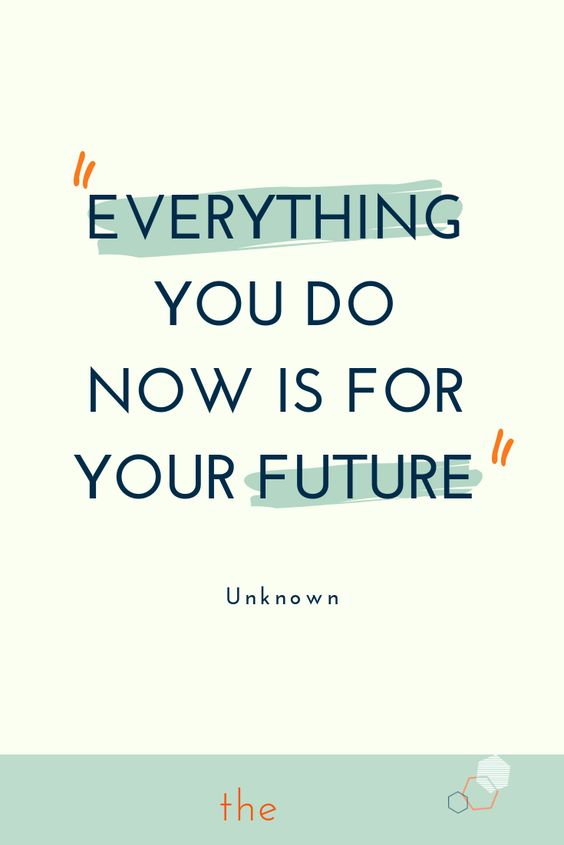 "EVERYTHING
YOU DO
NOW IS FOR
YOUR FUTURE"
Unknown
the